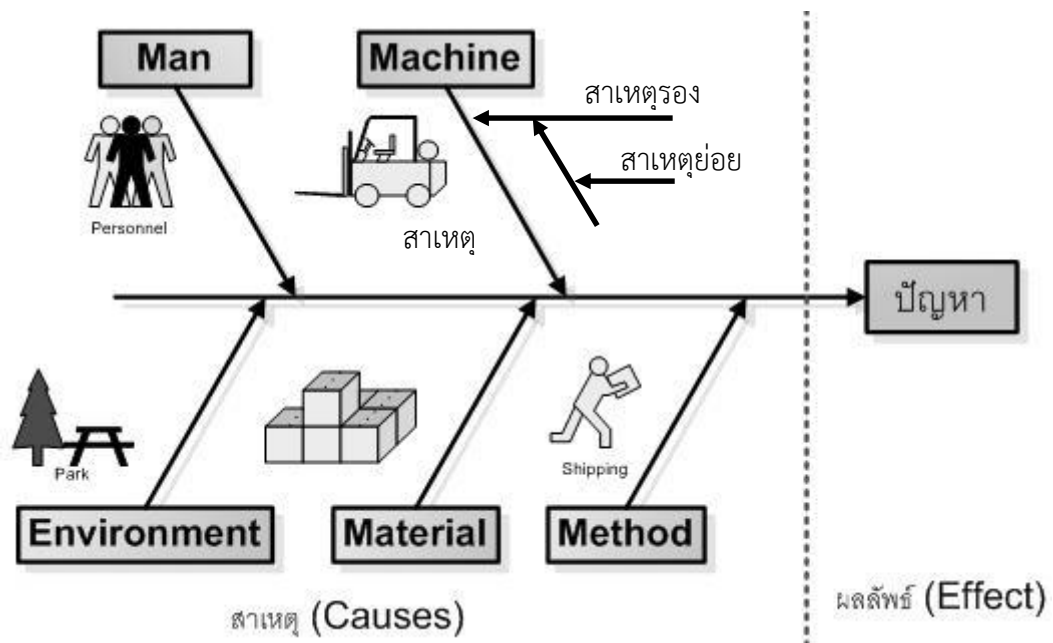 Man
Machine
สาเหตุรอง
สาเหตุย่อย
Personnel
สาเหตุ
ปัญหา
Park
Shipping
Environment
Material
Method
สาเหตุ (Causes)
ผลลัพธ์ (Effect)